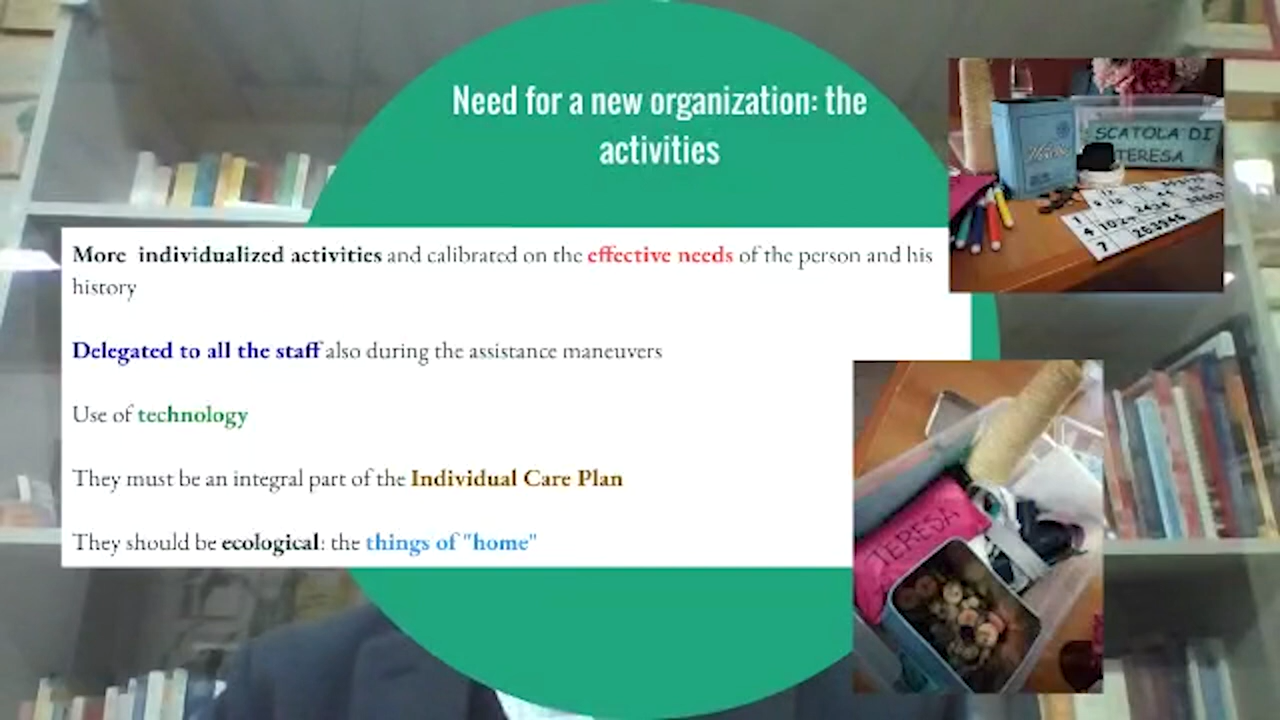 Need for a new organization: the
activities
More individualized activities and calibrated on the effective needs of the person and his
history
Delegated to all the staff also during the assistance maneuvers
Use of technology
They must be an integral part of the Individual Care Plan
They should be ecological: the things of "home"
SCATOLA DI
TERESA
TERESA